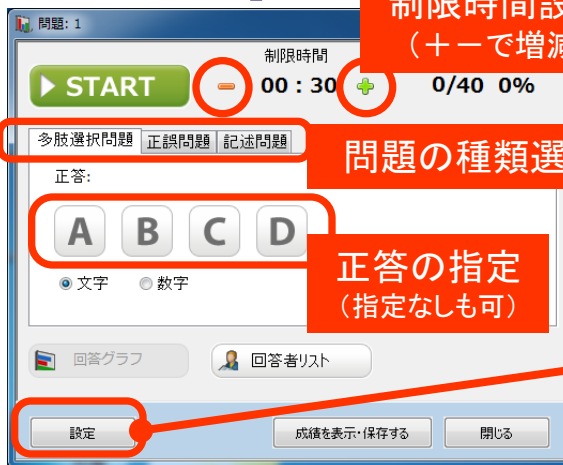 問題: 1
制限時間設
（＋－で増減
制限時間
START
00 : 30
0/40 0%
多肢選択問題 正誤問題 記述問題
問題の種類選
正答:
A B C D
正答の指定
（指定なしも可）
文字 数字
回答グラフ 回答者リスト
設定 成績を表示･保存する 閉じる